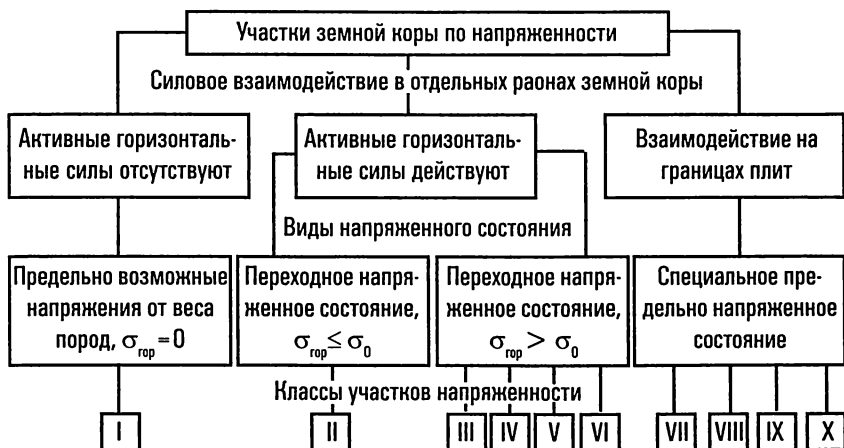 Участки земной коры по напряженности
Силовое взаимодействие в отдельных раонах земной коры
Активные горизонталь-
ные силы отсутствуют
Активные горизонталь-
ные силы действуют
Взаимодействие на
границах плит
Виды напряженного состояния
Предельно возможные
напряжения от веса
пород, σгор = 0
Переходное напря-
женное состояние,
σгор ≤ σ0
Переходное напря-
женное состояние,
σгор > σ0
Специальное пре-
дельно напряженное
состояние
Классы участков напряженности
I
II
III
IV
V
VI
VII
VIII
IX
X